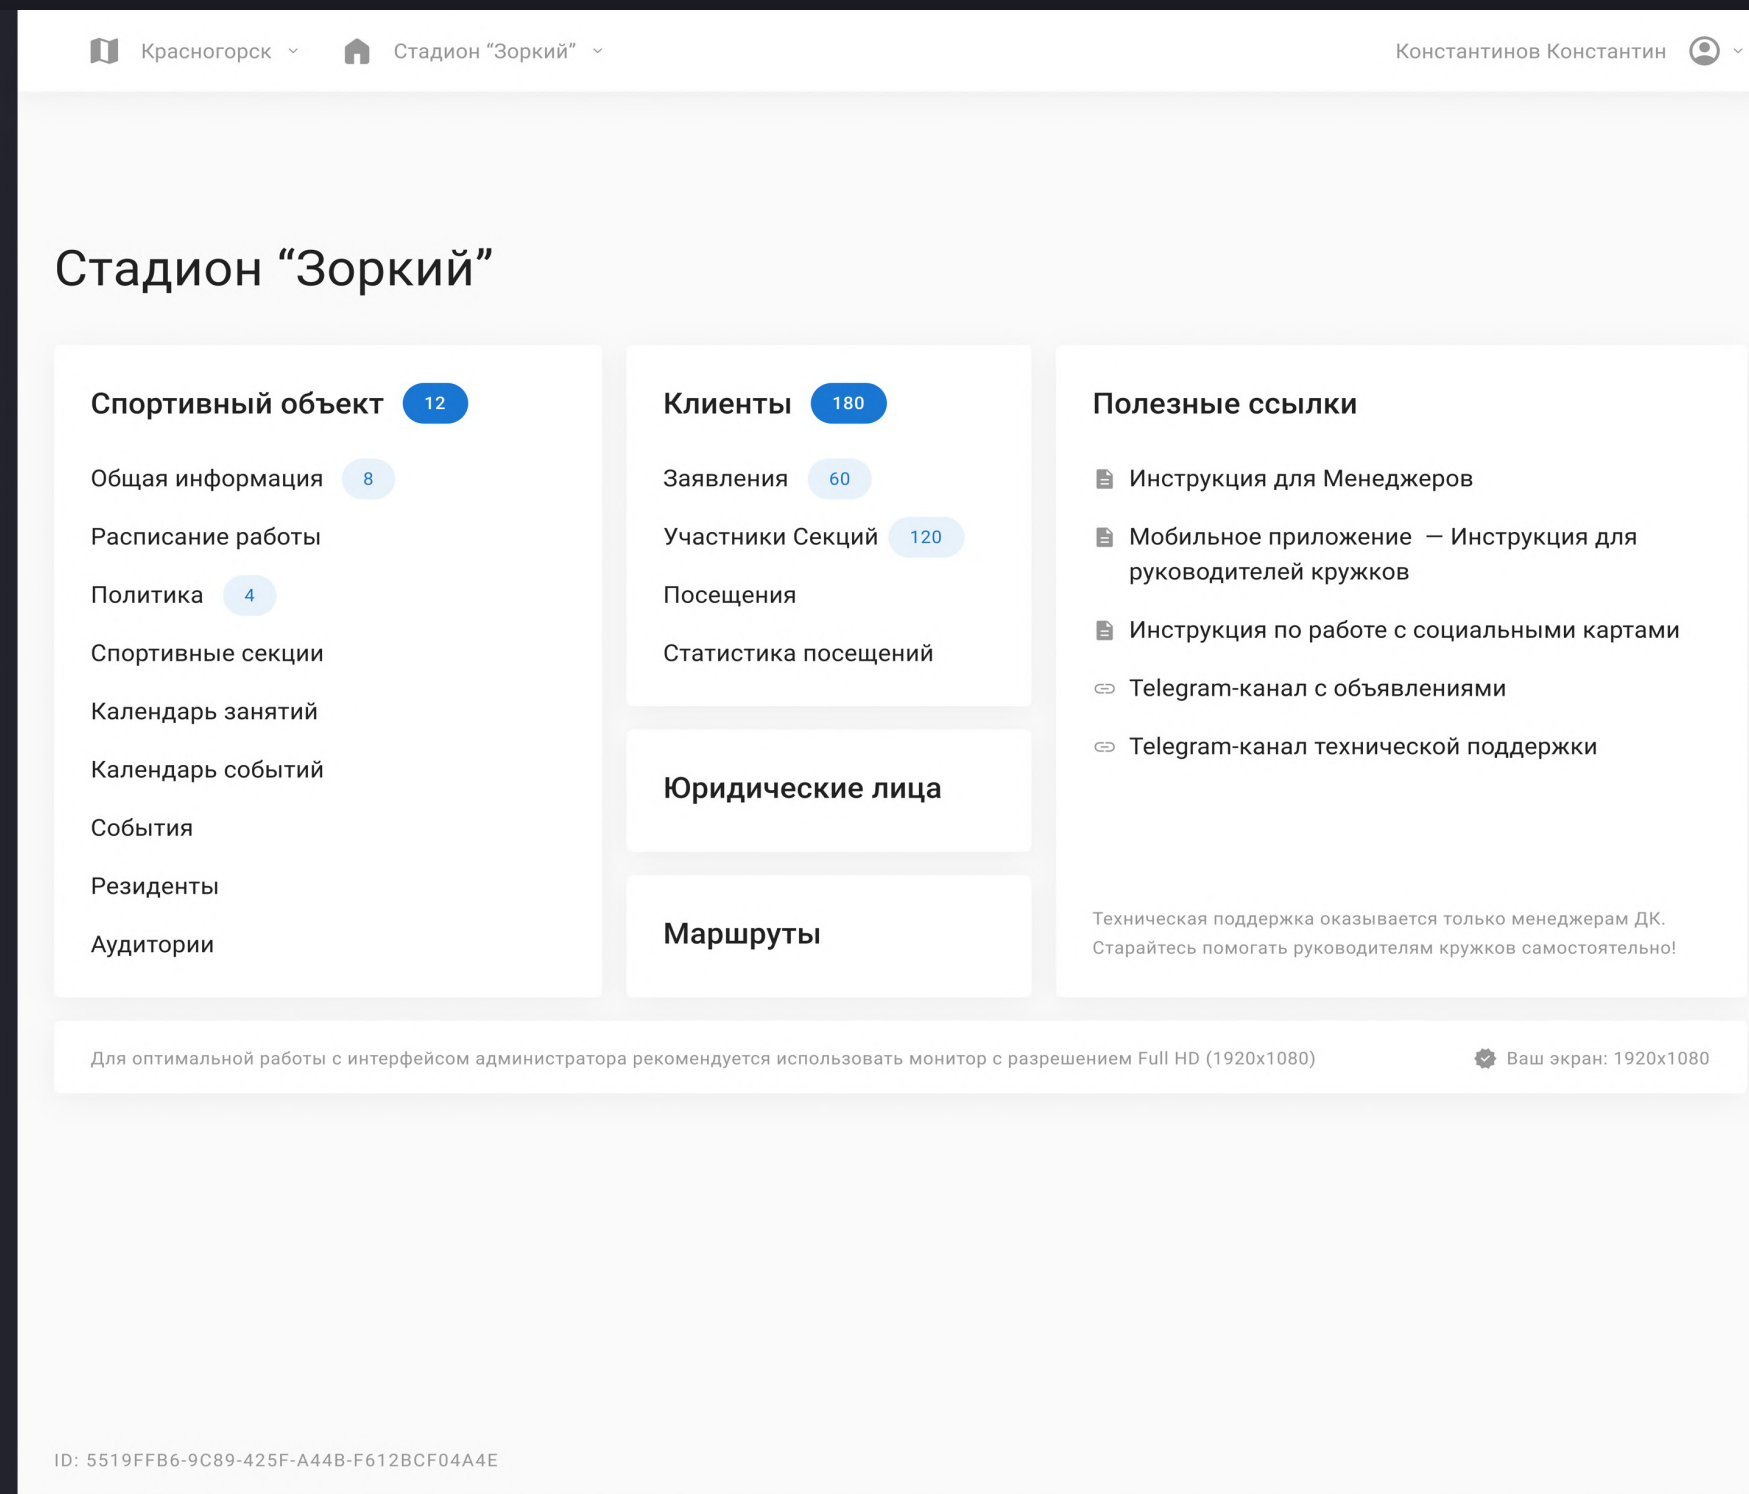 Красногорск
Стадион “Зоркий”
Константинов Константин
Стадион “Зоркий”
Спортивный объект 12
Общая информация 8
Расписание работы
Политика 4
Спортивные секции
Календарь занятий
Календарь событий
События
Резиденты
Аудитории
Клиенты 180
Заявления 60
Участники Секций 120
Посещения
Статистика посещений
Юридические лица
Маршруты
Полезные ссылки
Инструкция для Менеджеров
Мобильное приложение — Инструкция для
руководителей кружков
Инструкция по работе с социальными картами
Telegram-канал с объявлениями
Telegram-канал технической поддержки
Техническая поддержка оказывается только менеджерам ДК.
Старайтесь помогать руководителям кружков самостоятельно!
Для оптимальной работы с интерфейсом администратора рекомендуется использовать монитор с разрешением Full HD (1920x1080)
Ваш экран: 1920x1080
ID: 5519FFB6-9C89-425F-A44B-F612BCF04A4E